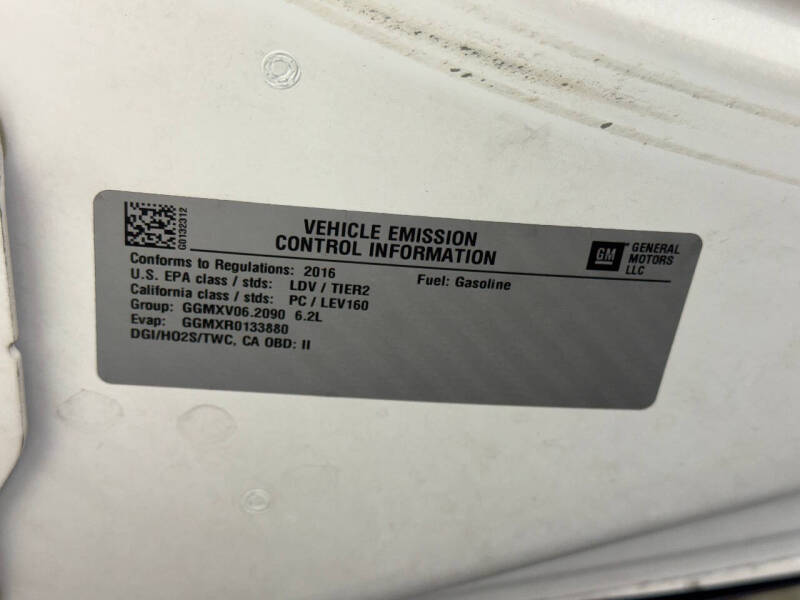 G0132312
VEHICLE EMISSION
CONTROL INFORMATION
GM
GENERAL
MOTORS
LLC
Conforms to Regulations: 2016
Fuel: Gasoline
U.S. EPA class / stds: LDV / TIER2
California class / stds: PC / LEV160
Group: GGMXV06.2090 6.2L
Evap: GGMXR0133880
DGI/HO2S/TWC, CA OBD: II